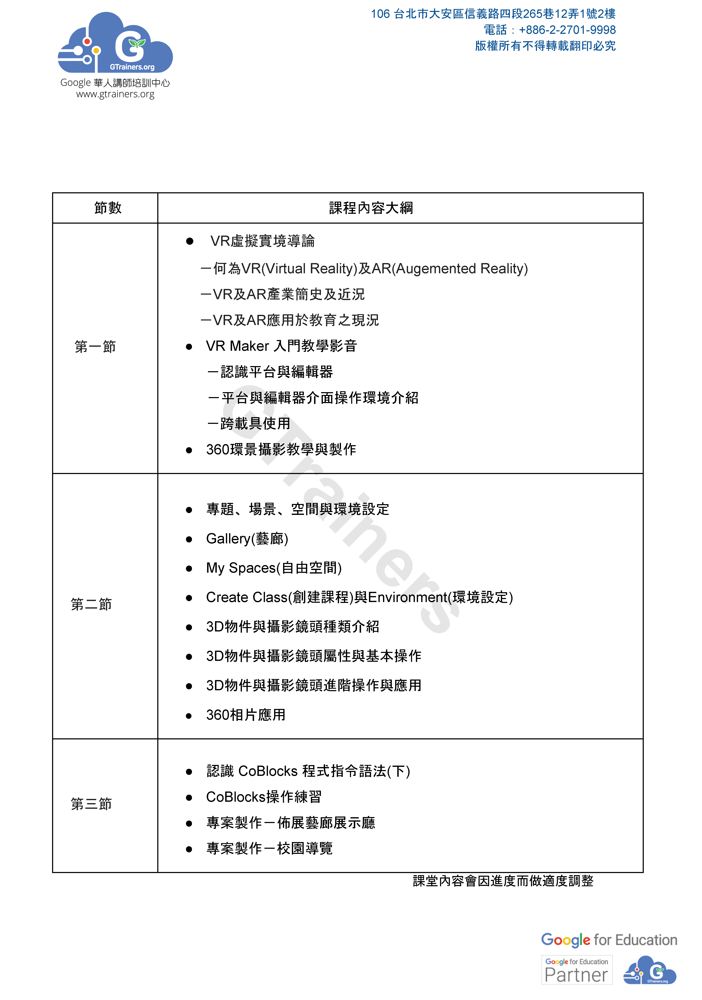 106 台北市大安區信義路四段265巷12弄1號2樓
電話：+886-2-2701-9998
版權所有不得轉載翻印必究
G
GTrainers.org
Google 華人講師培訓中心
www.gtrainers.org
節數
課程內容大綱
第一節
● VR虛擬實境導論
－何為VR(Virtual Reality)及AR(Augemented Reality)
－VR及AR產業簡史及近況
－VR及AR應用於教育之現況
● VR Maker 入門教學影音
－認識平台與編輯器
－平台與編輯器介面操作環境介紹
－跨載具使用
● 360環景攝影教學與製作
第二節
● 專題、場景、空間與環境設定
● Gallery(藝廊)
● My Spaces(自由空間)
● Create Class(創建課程)與Environment(環境設定)
● 3D物件與攝影鏡頭種類介紹
● 3D物件與攝影鏡頭屬性與基本操作
● 3D物件與攝影鏡頭進階操作與應用
● 360相片應用
第三節
● 認識 CoBlocks 程式指令語法(下)
● CoBlocks操作練習
● 專案製作－佈展藝廊展示廳
● 專案製作－校園導覽
GTrainers
課堂內容會因進度而做適度調整
Google for Education
Google for Education
Partner
G
GTrainers.org